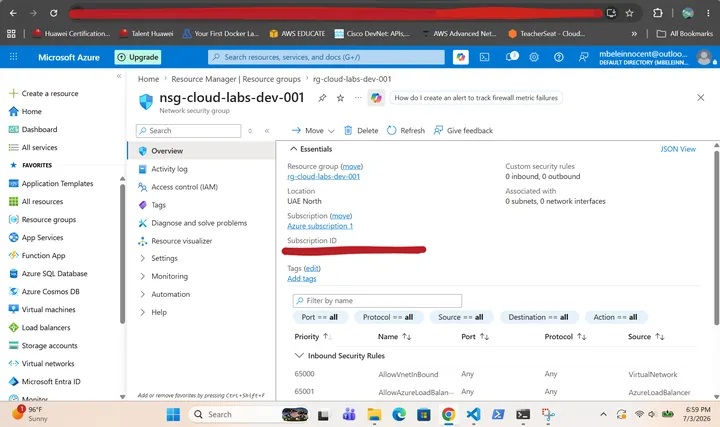 Huawei Certification...
Talent Huawei
Your First Docker La...
AWS EDUCATE
Cisco DevNet: APIs,...
AWS Advanced Net...
TeacherSeat - Cloud...
»
All Bookmarks
Microsoft Azure
Upgrade
Search resources, services, and docs (G+/)
1
mbeleinnocent@outloo...
DEFAULT DIRECTORY (MBELEINN...
Create a resource
Home
Dashboard
All services
FAVORITES
Application Templates
All resources
Resource groups
App Services
Function App
Azure SQL Database
Azure Cosmos DB
Virtual machines
Load balancers
Storage accounts
Virtual networks
Microsoft Entra ID
Monitor
Home > Resource Manager | Resource groups > rg-cloud-labs-dev-001
nsg-cloud-labs-dev-001
Network security group
How do I create an alert to track firewall metric failures
Search
Overview
Activity log
Access control (IAM)
Tags
Diagnose and solve problems
Resource visualizer
Settings
Monitoring
Automation
Help
Add or remove favorites by pressing Ctrl+Shift+F
Move
Delete
Refresh
Give feedback
Essentials
JSON View
Resource group (move)
rg-cloud-labs-dev-001
Location
UAE North
Subscription (move)
Azure subscription 1
Subscription ID
Custom security rules
0 inbound, 0 outbound
Associated with
0 subnets, 0 network interfaces
Tags (edit)
Add tags
Filter by name
Port == all
Protocol == all
Source == all
Destination == all
Action == all
Priority
Name
Port
Protocol
Source
Inbound Security Rules
65000 AllowVnetInBound Any Any VirtualNetwork
65001 AllowAzureLoadBalan... Any Any AzureLoadBalancer
1
96°F
Sunny
Search
6:59 PM
7/3/2026